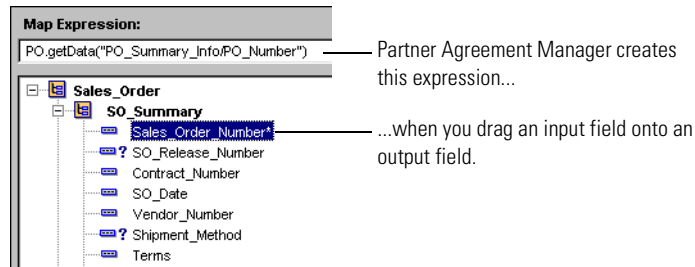 Map Expression:
PO.getData("PO_Summary_Info/PO_Number")
Partner Agreement Manager creates
this expression...
Sales_Order
SO_Summary
Sales_Order_Number*
...when you drag an input field onto an
output field.
? SO_Release_Number
Contract_Number
SO_Date
Vendor_Number
? Shipment_Method
Terms